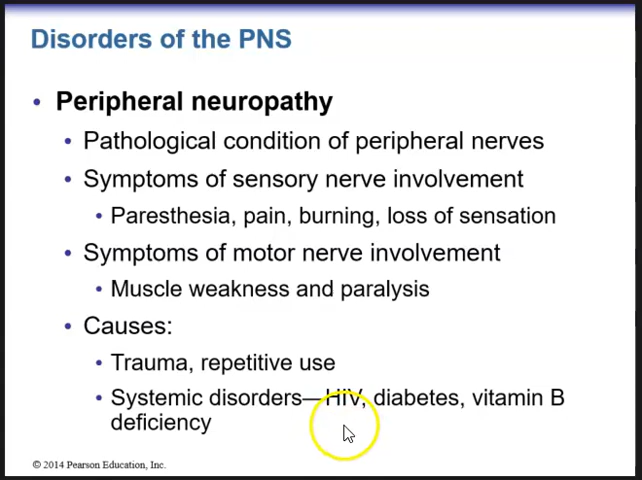 Disorders of the PNS
• Peripheral neuropathy
• Pathological condition of peripheral nerves
• Symptoms of sensory nerve involvement
• Paresthesia, pain, burning, loss of sensation
• Symptoms of motor nerve involvement
• Muscle weakness and paralysis
• Causes:
• Trauma, repetitive use
• Systemic disorders—HIV, diabetes, vitamin B
deficiency
© 2014 Pearson Education, Inc.